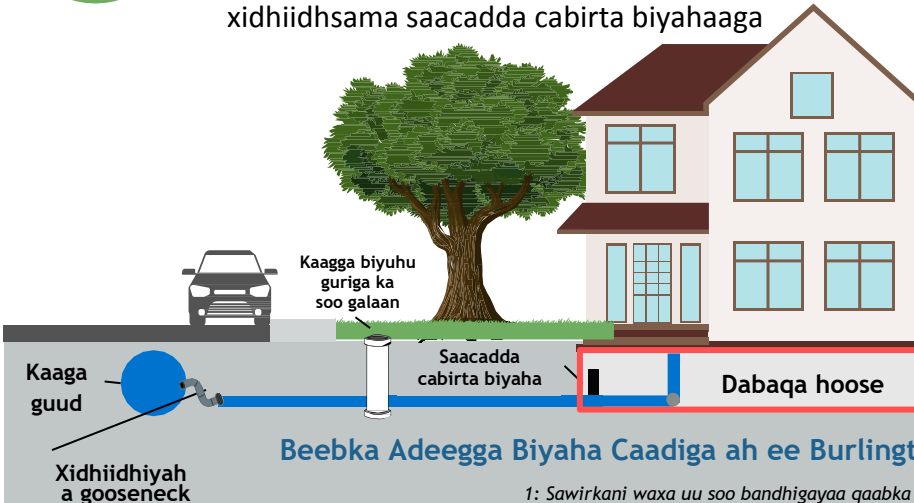 xidhiidhsama saacadda cabirta biyahaaga
Kaagga biyuhu
guriga ka
soo galaan
Saacadda
cabirta biyaha
Kaaga
guud
Dabaqa hoose
Xidhiidhiyah
a gooseneck
Beebka Adeegga Biyaha Caadiga ah ee Burlingt
1: Sawirkani waxa uu soo bandhigayaa qaabka